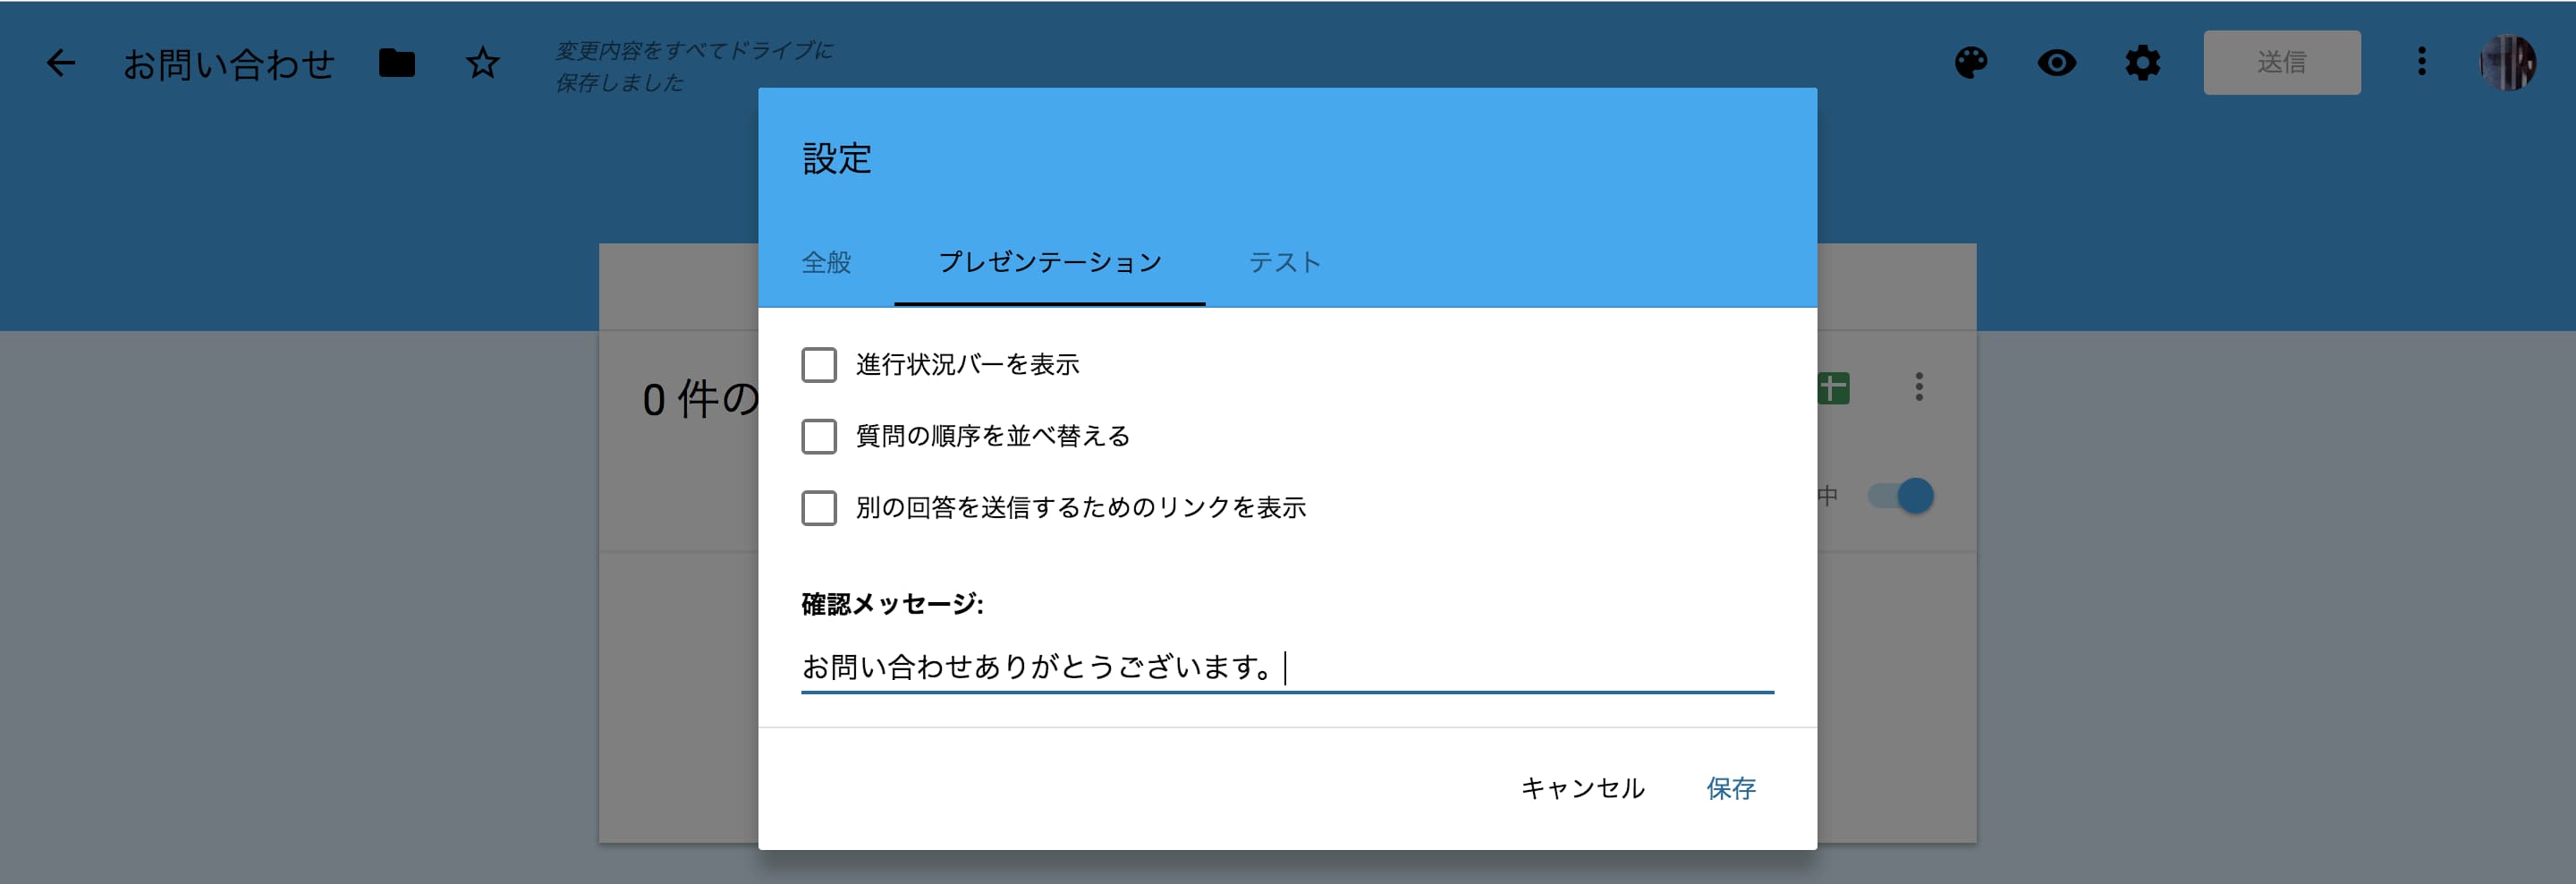 お問い合わせ
変更内容をすべてドライブに
保存しました
送信
設定
全般
プレゼンテーション
テスト
0 件の
進行状況バーを表示
質問の順序を並べ替える
中
別の回答を送信するためのリンクを表示
確認メッセージ:
お問い合わせありがとうございます。
キャンセル
保存